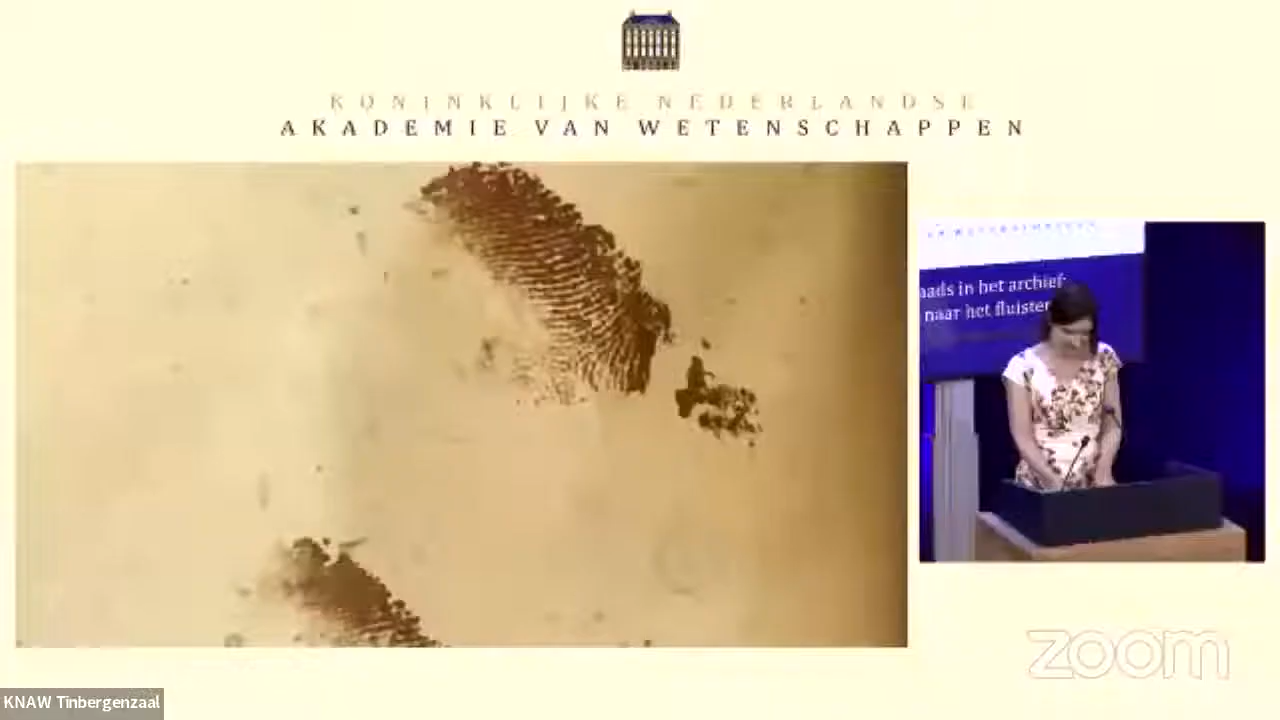 KONINKLIJKE NEDERLANDSE
AKADEMIE VAN WETENSCHAPPEN
aads in het archief
naar het fluister
zoom
KNAW Tinbergenzaal